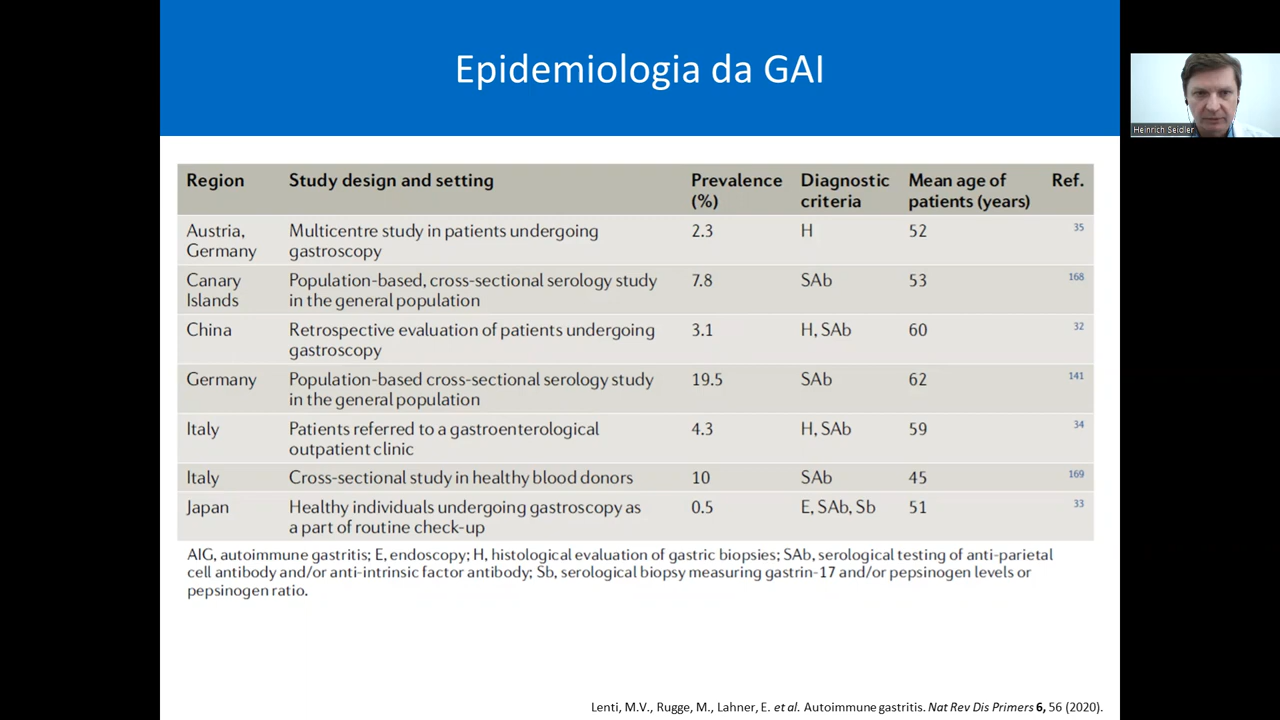 Epidemiologia da GAI
Heinrich Seidler
Region Study design and setting Prevalence (%) Diagnostic criteria Mean age of patients (years) Ref.
Austria, Germany Multicentre study in patients undergoing gastroscopy 2.3 H 52 35
Canary Islands Population-based, cross-sectional serology study in the general population 7.8 SAb 53 168
China Retrospective evaluation of patients undergoing gastroscopy 3.1 H, SAb 60 32
Germany Population-based cross-sectional serology study in the general population 19.5 SAb 62 141
Italy Patients referred to a gastroenterological outpatient clinic 4.3 H, SAb 59 34
Italy Cross-sectional study in healthy blood donors 10 SAb 45 169
Japan Healthy individuals undergoing gastroscopy as a part of routine check-up 0.5 E, SAb, Sb 51 33
AIG, autoimmune gastritis; E, endoscopy; H, histological evaluation of gastric biopsies; SAb, serological testing of anti-parietal
cell antibody and/or anti-intrinsic factor antibody; Sb, serological biopsy measuring gastrin-17 and/or pepsinogen levels or
pepsinogen ratio.
Lenti, M.V., Rugge, M., Lahner, E. et al. Autoimmune gastritis. Nat Rev Dis Primers 6, 56 (2020).